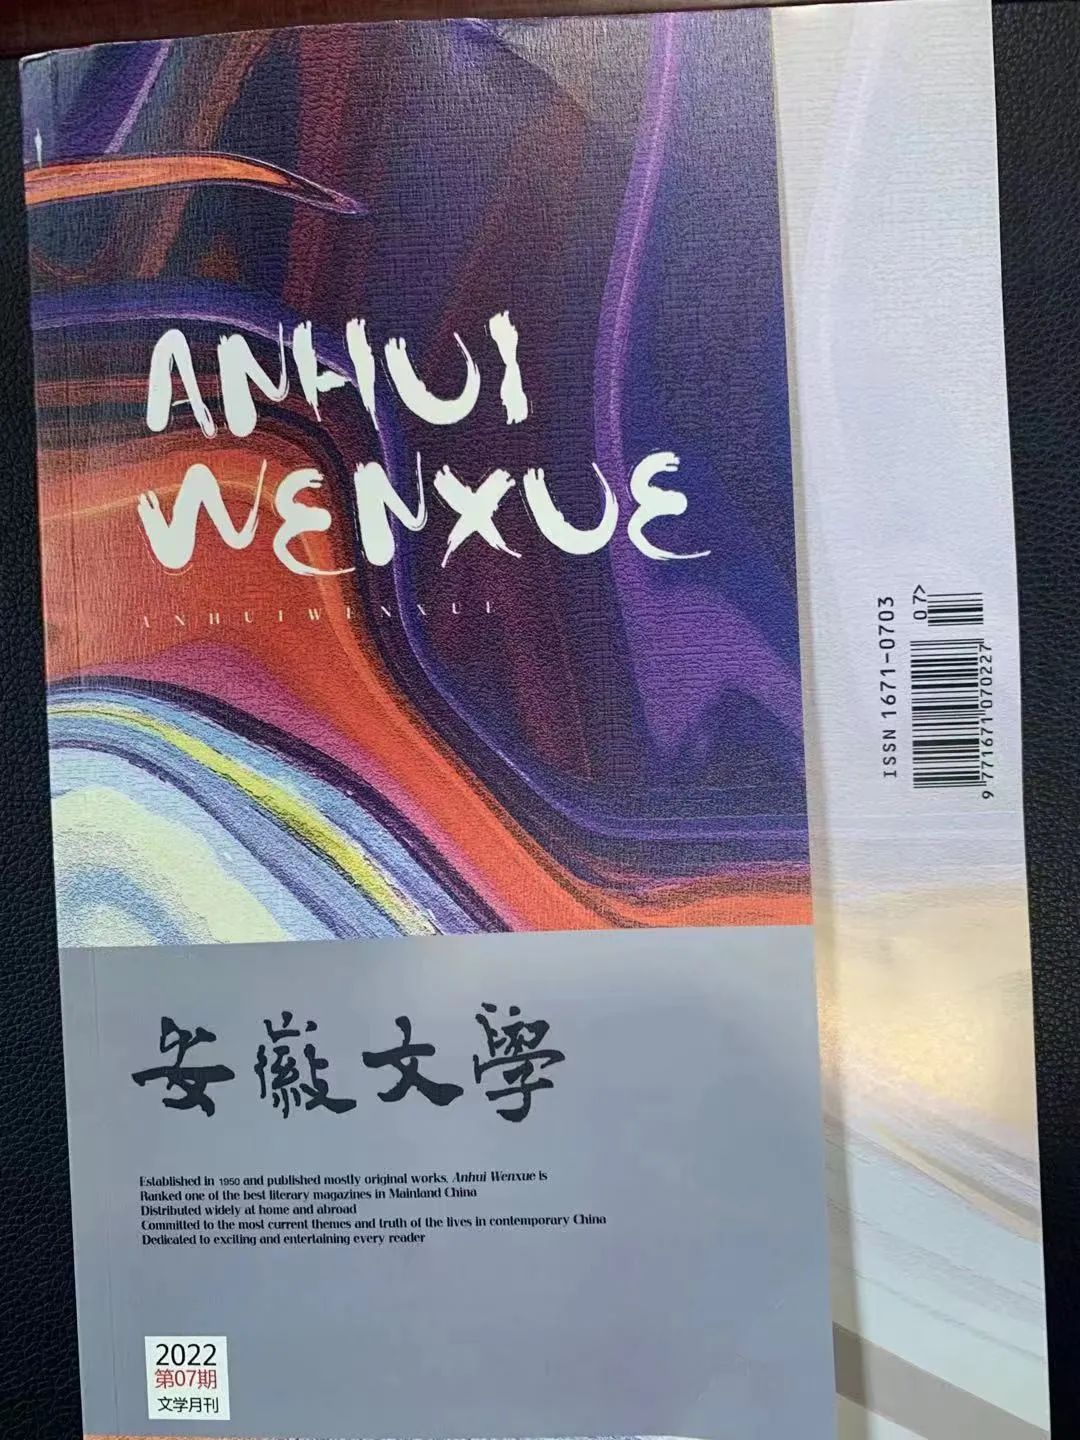 ANHUI
WENXUE
ANHUIWENXUE
安徽文學
Established in 1950 and published mostly original works, Anhui Wenxue is
Ranked one of the best literary magazines in Mainland China
Distributed widely at home and abroad
Committed to the most current themes and truth of the lives in contemporary China
Dedicated to exciting and entertaining every reader
2022
第07期
文学月刊
ISSN 1671-0703
07>
9 771671 070227